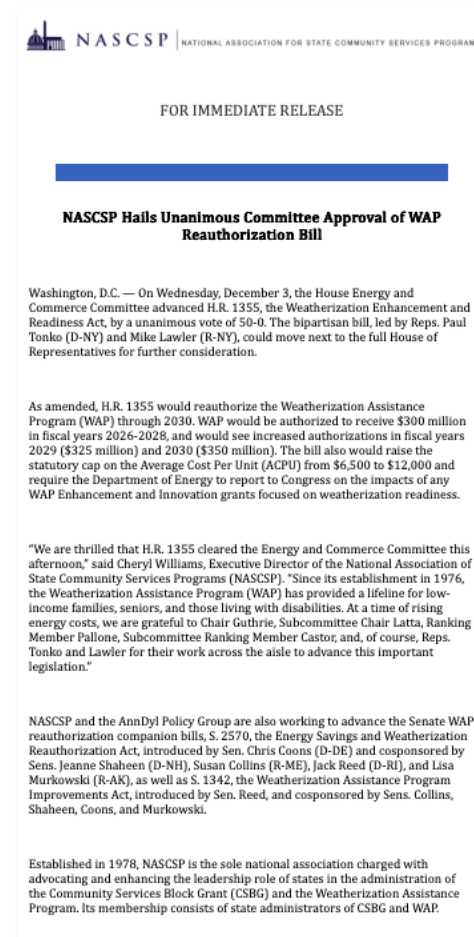 NASCSP NATIONAL ASSOCIATION FOR STATE COMMUNITY SERVICES PROGRAM
FOR IMMEDIATE RELEASE
NASCSP Hails Unanimous Committee Approval of WAP
Reauthorization Bill
Washington, D.C. — On Wednesday, December 3, the House Energy and
Commerce Committee advanced H.R. 1355, the Weatherization Enhancement and
Readiness Act, by a unanimous vote of 50-0. The bipartisan bill, led by Reps. Paul
Tonko (D-NY) and Mike Lawler (R-NY), could move next to the full House of
Representatives for further consideration.
As amended, H.R. 1355 would reauthorize the Weatherization Assistance
Program (WAP) through 2030. WAP would be authorized to receive $300 million
in fiscal years 2026-2028, and would see increased authorizations in fiscal years
2029 ($325 million) and 2030 ($350 million). The bill also would raise the
statutory cap on the Average Cost Per Unit (ACPU) from $6,500 to $12,000 and
require the Department of Energy to report to Congress on the impacts of any
WAP Enhancement and Innovation grants focused on weatherization readiness.
“We are thrilled that H.R. 1355 cleared the Energy and Commerce Committee this
afternoon,” said Cheryl Williams, Executive Director of the National Association of
State Community Services Programs (NASCSP). “Since its establishment in 1976,
the Weatherization Assistance Program (WAP) has provided a lifeline for low-
income families, seniors, and those living with disabilities. At a time of rising
energy costs, we are grateful to Chair Guthrie, Subcommittee Chair Latta, Ranking
Member Pallone, Subcommittee Ranking Member Castor, and, of course, Reps.
Tonko and Lawler for their work across the aisle to advance this important
legislation.”
NASCSP and the AnnDyl Policy Group are also working to advance the Senate WAP
reauthorization companion bills, S. 2570, the Energy Savings and Weatherization
Reauthorization Act, introduced by Sen. Chris Coons (D-DE) and cosponsored by
Sens. Jeanne Shaheen (D-NH), Susan Collins (R-ME), Jack Reed (D-RI), and Lisa
Murkowski (R-AK), as well as S. 1342, the Weatherization Assistance Program
Improvements Act, introduced by Sen. Reed, and cosponsored by Sens. Collins,
Shaheen, Coons, and Murkowski.
Established in 1978, NASCSP is the sole national association charged with
advocating and enhancing the leadership role of states in the administration of
the Community Services Block Grant (CSBG) and the Weatherization Assistance
Program. Its membership consists of state administrators of CSBG and WAP.